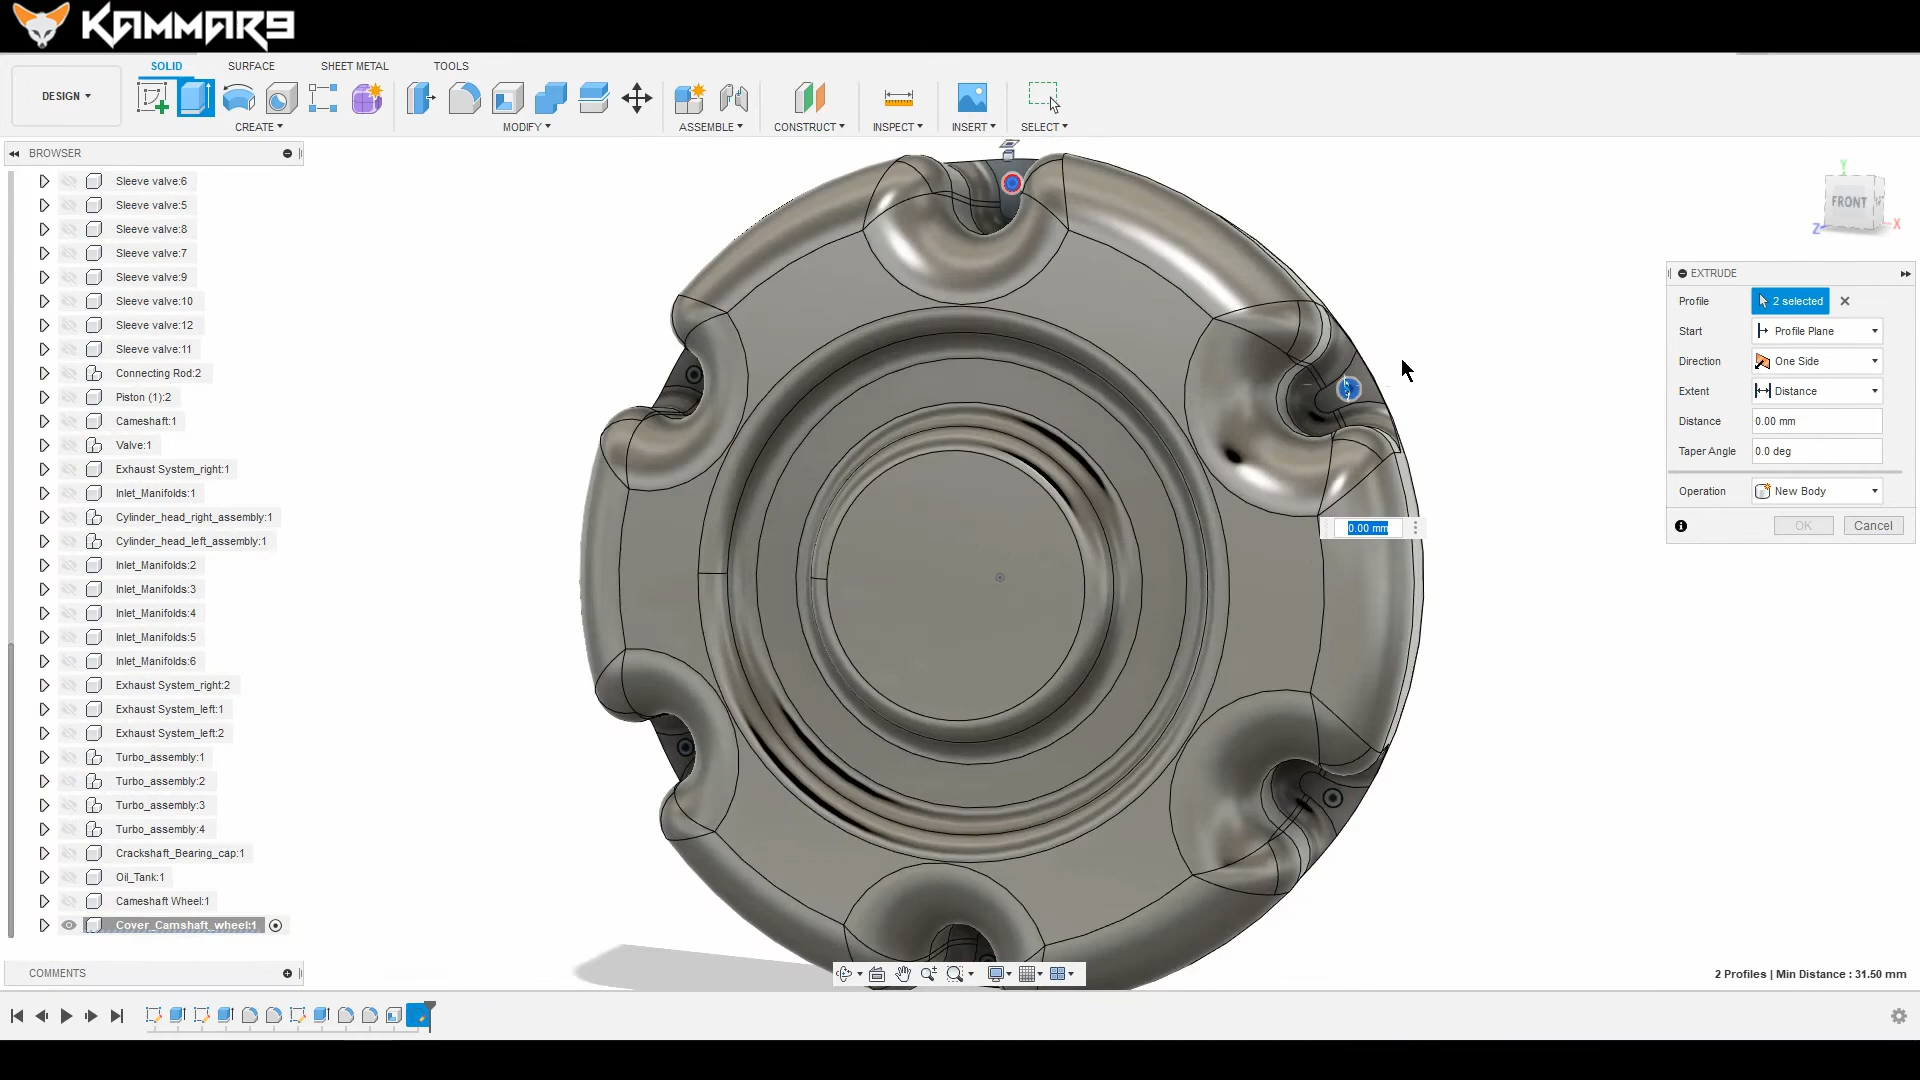 KAMMAR9
SOLID SURFACE SHEET METAL TOOLS
DESIGN
CREATE MODIFY ASSEMBLE CONSTRUCT INSPECT INSERT SELECT
BROWSER
Sleeve valve:6
Sleeve valve:5
Sleeve valve:8
Sleeve valve:7
Sleeve valve:9
Sleeve valve:10
Sleeve valve:12
Sleeve valve:11
Connecting Rod:2
Piston (1):2
Cameshaft:1
Valve:1
Exhaust System_right:1
Inlet_Manifolds:1
Cylinder_head_right_assembly:1
Cylinder_head_left_assembly:1
Inlet_Manifolds:2
Inlet_Manifolds:3
Inlet_Manifolds:4
Inlet_Manifolds:5
Inlet_Manifolds:6
Exhaust System_right:2
Exhaust System_left:1
Exhaust System_left:2
Turbo_assembly:1
Turbo_assembly:2
Turbo_assembly:3
Turbo_assembly:4
Crackshaft_Bearing_cap:1
Oil_Tank:1
Cameshaft Wheel:1
Cover_Camshaft_wheel:1
COMMENTS
Y
FRONT
Z X
EXTRUDE
Profile 2 selected
Start Profile Plane
Direction One Side
Extent Distance
Distance 0.00 mm
Taper Angle 0.0 deg
Operation New Body
OK Cancel
0.00 mm
2 Profiles | Min Distance : 31.50 mm